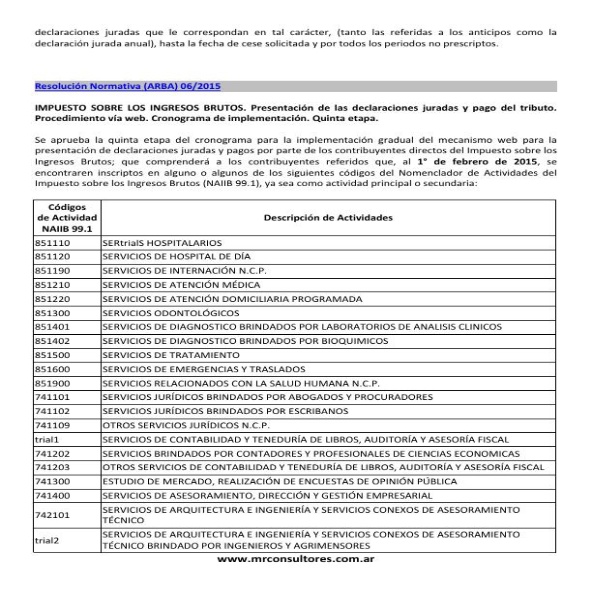 declaraciones juradas que le correspondan en tal carácter, (tanto las referidas a los anticipos como la
declaración jurada anual), hasta la fecha de cese solicitada y por todos los periodos no prescriptos.
Resolución Normativa (ARBA) 06/2015
IMPUESTO SOBRE LOS INGRESOS BRUTOS. Presentación de las declaraciones juradas y pago del tributo.
Procedimiento vía web. Cronograma de implementación. Quinta etapa.
Se aprueba la quinta etapa del cronograma para la implementación gradual del mecanismo web para la
presentación de declaraciones juradas y pagos por parte de los contribuyentes directos del Impuesto sobre los
Ingresos Brutos; que comprenderá a los contribuyentes referidos que, al 1° de febrero de 2015, se
encontraren inscriptos en alguno o algunos de los siguientes códigos del Nomenclador de Actividades del
Impuesto sobre los Ingresos Brutos (NAIIB 99.1), ya sea como actividad principal o secundaria:
Códigos
de Actividad
NAIIB 99.1
Descripción de Actividades
851110 SERtrialS HOSPITALARIOS
851120 SERVICIOS DE HOSPITAL DE DÍA
851190 SERVICIOS DE INTERNACIÓN N.C.P.
851210 SERVICIOS DE ATENCIÓN MÉDICA
851220 SERVICIOS DE ATENCIÓN DOMICILIARIA PROGRAMADA
851300 SERVICIOS ODONTOLÓGICOS
851401 SERVICIOS DE DIAGNOSTICO BRINDADOS POR LABORATORIOS DE ANALISIS CLINICOS
851402 SERVICIOS DE DIAGNOSTICO BRINDADOS POR BIOQUIMICOS
851500 SERVICIOS DE TRATAMIENTO
851600 SERVICIOS DE EMERGENCIAS Y TRASLADOS
851900 SERVICIOS RELACIONADOS CON LA SALUD HUMANA N.C.P.
741101 SERVICIOS JURÍDICOS BRINDADOS POR ABOGADOS Y PROCURADORES
741102 SERVICIOS JURÍDICOS BRINDADOS POR ESCRIBANOS
741109 OTROS SERVICIOS JURÍDICOS N.C.P.
trial1 SERVICIOS DE CONTABILIDAD Y TENEDURÍA DE LIBROS, AUDITORÍA Y ASESORÍA FISCAL
741202 SERVICIOS BRINDADOS POR CONTADORES Y PROFESIONALES DE CIENCIAS ECONOMICAS
741203 OTROS SERVICIOS DE CONTABILIDAD Y TENEDURÍA DE LIBROS, AUDITORÍA Y ASESORÍA FISCAL
741300 ESTUDIO DE MERCADO, REALIZACIÓN DE ENCUESTAS DE OPINIÓN PÚBLICA
741400 SERVICIOS DE ASESORAMIENTO, DIRECCIÓN Y GESTIÓN EMPRESARIAL
742101 SERVICIOS DE ARQUITECTURA E INGENIERÍA Y SERVICIOS CONEXOS DE ASESORAMIENTO
TÉCNICO
trial2 SERVICIOS DE ARQUITECTURA E INGENIERÍA Y SERVICIOS CONEXOS DE ASESORAMIENTO
TÉCNICO BRINDADO POR INGENIEROS Y AGRIMENSORES
www.mrconsultores.com.ar